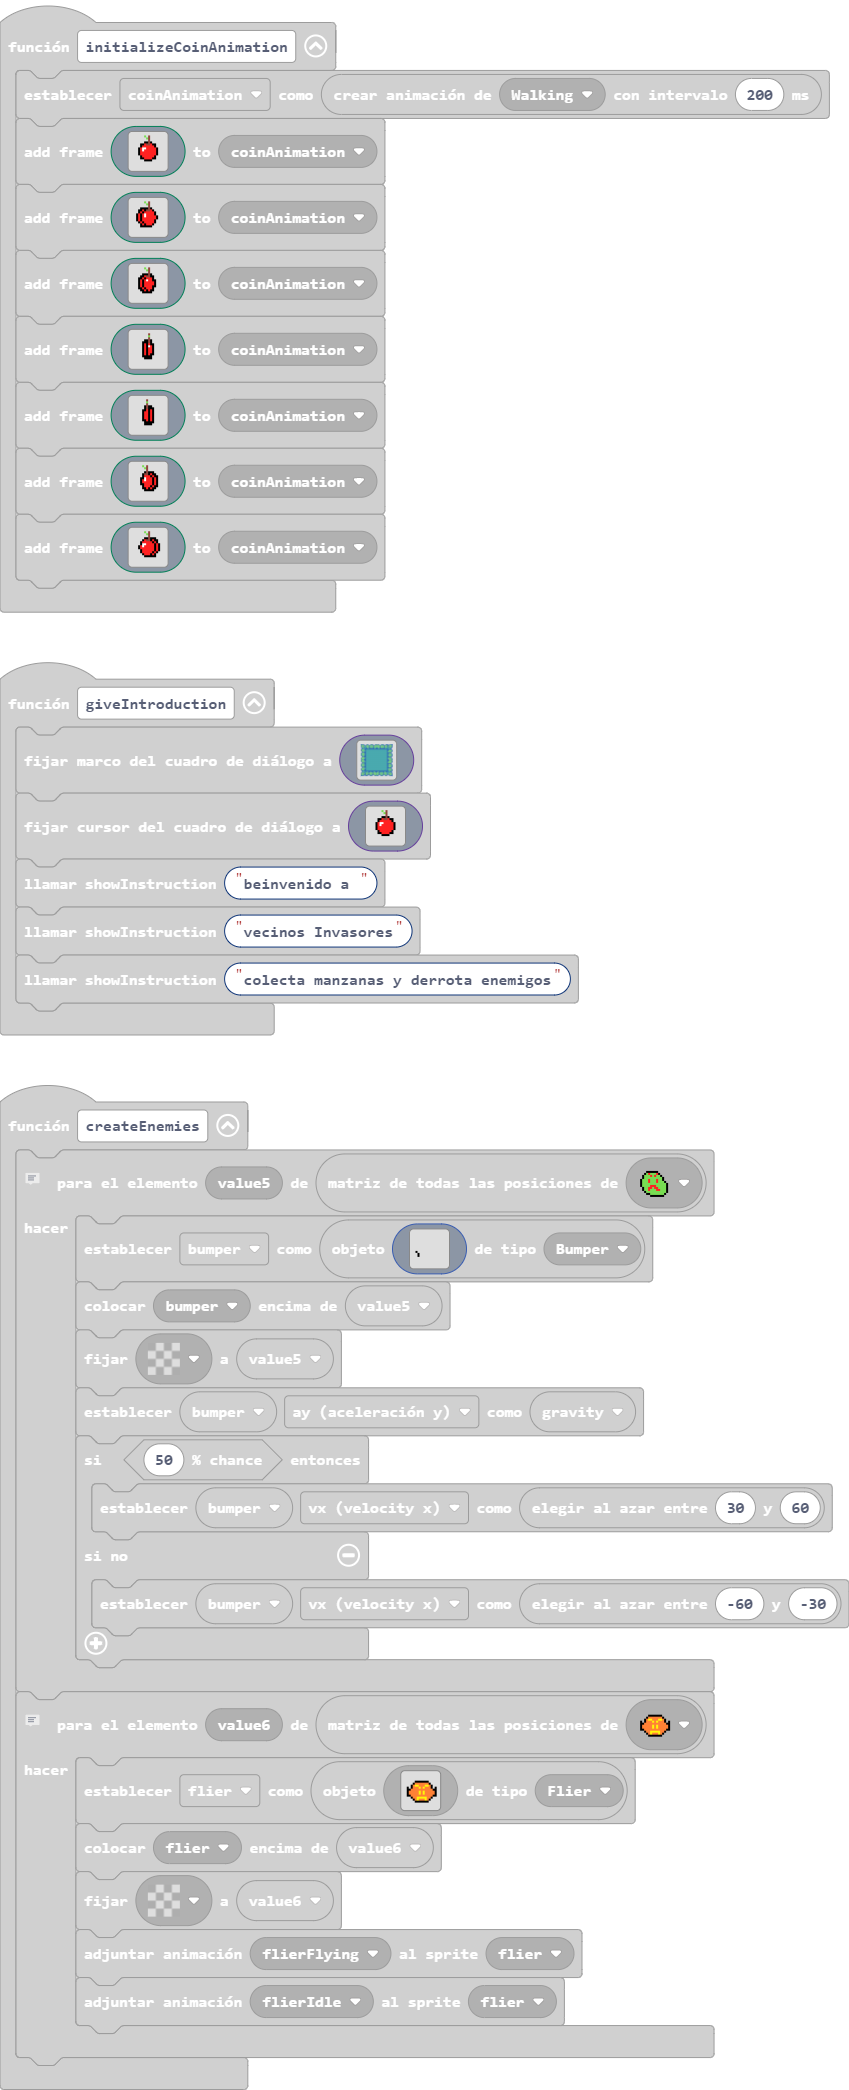 función initializeCoinAnimation
establecer coinAnimation como crear animación de Walking con intervalo 200 ms
add frame to coinAnimation
add frame to coinAnimation
add frame to coinAnimation
add frame to coinAnimation
add frame to coinAnimation
add frame to coinAnimation
add frame to coinAnimation
función giveIntroduction
fijar marco del cuadro de diálogo a
fijar cursor del cuadro de diálogo a
llamar showInstruction "beinvenido a "
llamar showInstruction "vecinos Invasores"
llamar showInstruction "colecta manzanas y derrota enemigos"
función createEnemies
para el elemento value5 de matriz de todas las posiciones de
hacer
establecer bumper como objeto de tipo Bumper
colocar bumper encima de value5
fijar a value5
establecer bumper ay (aceleración y) como gravity
si 50 % chance entonces
establecer bumper vx (velocity x) como elegir al azar entre 30 y 60
si no
establecer bumper vx (velocity x) como elegir al azar entre -60 y -30
para el elemento value6 de matriz de todas las posiciones de
hacer
establecer flier como objeto de tipo Flier
colocar flier encima de value6
fijar a value6
adjuntar animación flierFlying al sprite flier
adjuntar animación flierIdle al sprite flier